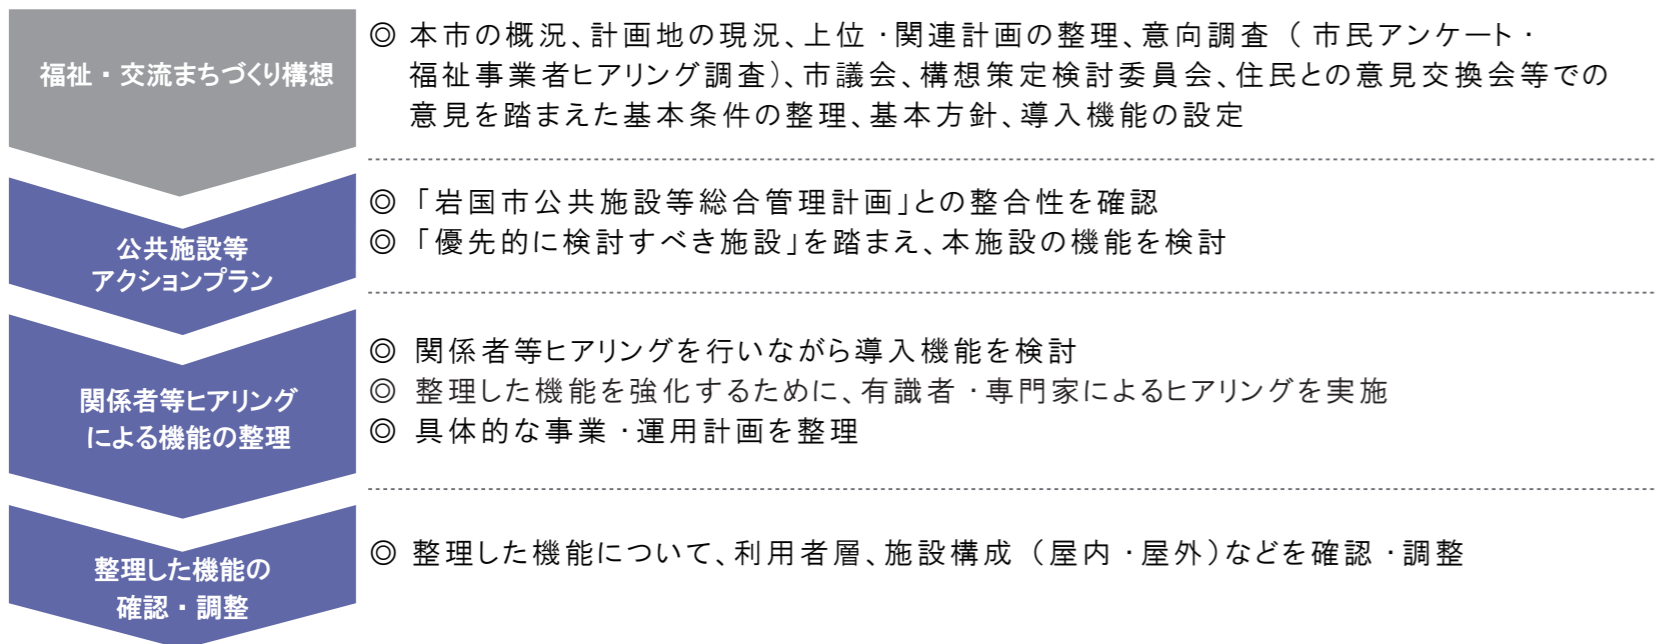 福祉・交流まちづくり構想
◎ 本市の概況、計画地の現況、上位・関連計画の整理、意向調査（市民アンケート・
福祉事業者ヒアリング調査）、市議会、構想策定検討委員会、住民との意見交換会等での
意見を踏まえた基本条件の整理、基本方針、導入機能の設定
公共施設等
アクションプラン
◎ 「岩国市公共施設等総合管理計画」との整合性を確認
◎ 「優先的に検討すべき施設」を踏まえ、本施設の機能を検討
関係者等ヒアリング
による機能の整理
◎ 関係者等ヒアリングを行いながら導入機能を検討
◎ 整理した機能を強化するために、有識者・専門家によるヒアリングを実施
◎ 具体的な事業・運用計画を整理
整理した機能の
確認・調整
◎ 整理した機能について、利用者層、施設構成（屋内・屋外）などを確認・調整